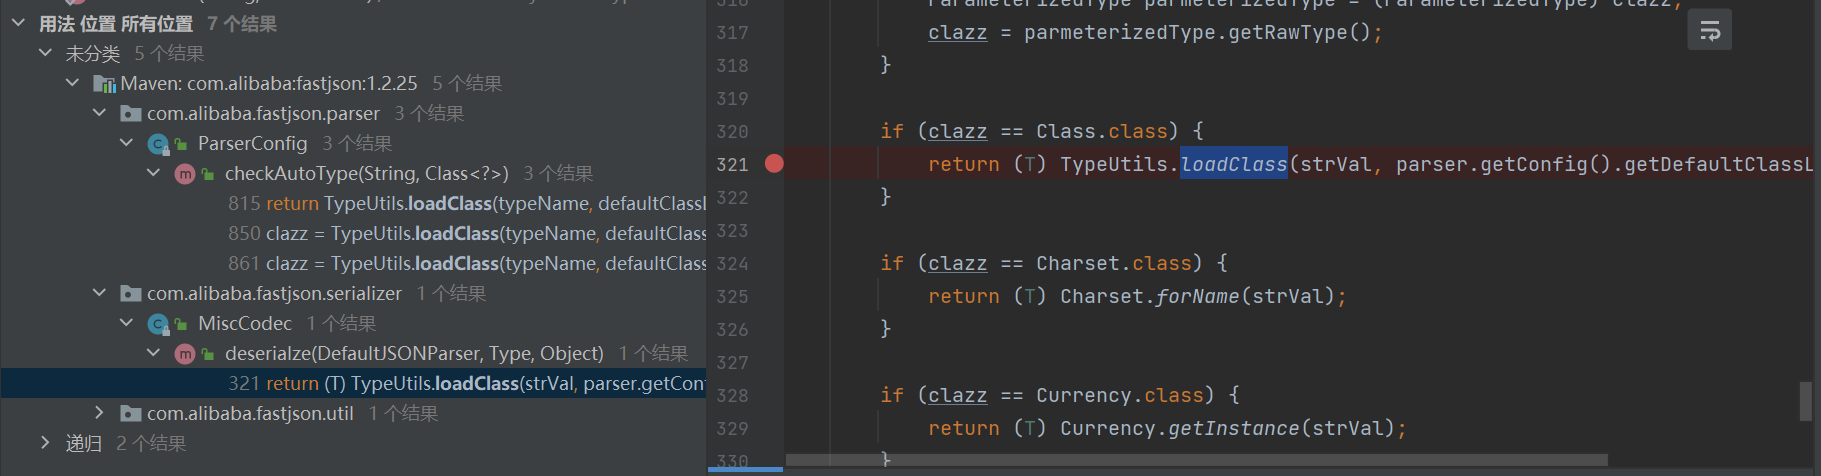 用法 位置 所有位置 7 个结果
未分类 5 个结果
Maven: com.alibaba:fastjson:1.2.25 5 个结果
com.alibaba.fastjson.parser 3 个结果
ParserConfig 3 个结果
checkAutoType(String, Class<?>) 3 个结果
815 return TypeUtils.loadClass(typeName, defaultClassL
850 clazz = TypeUtils.loadClass(typeName, defaultClass
861 clazz = TypeUtils.loadClass(typeName, defaultClass
com.alibaba.fastjson.serializer 1 个结果
MiscCodec 1 个结果
deserialze(DefaultJSONParser, Type, Object) 1 个结果
321 return (T) TypeUtils.loadClass(strVal, parser.getConf
com.alibaba.fastjson.util 1 个结果
递归 2 个结果
316 ParameterizedType parmeterizedType = (ParameterizedType) clazz;
317 clazz = parmeterizedType.getRawType();
318 }
319
320 if (clazz == Class.class) {
321 return (T) TypeUtils.loadClass(strVal, parser.getConfig().getDefaultClassL
322 }
323
324 if (clazz == Charset.class) {
325 return (T) Charset.forName(strVal);
326 }
327
328 if (clazz == Currency.class) {
329 return (T) Currency.getInstance(strVal);
330 }